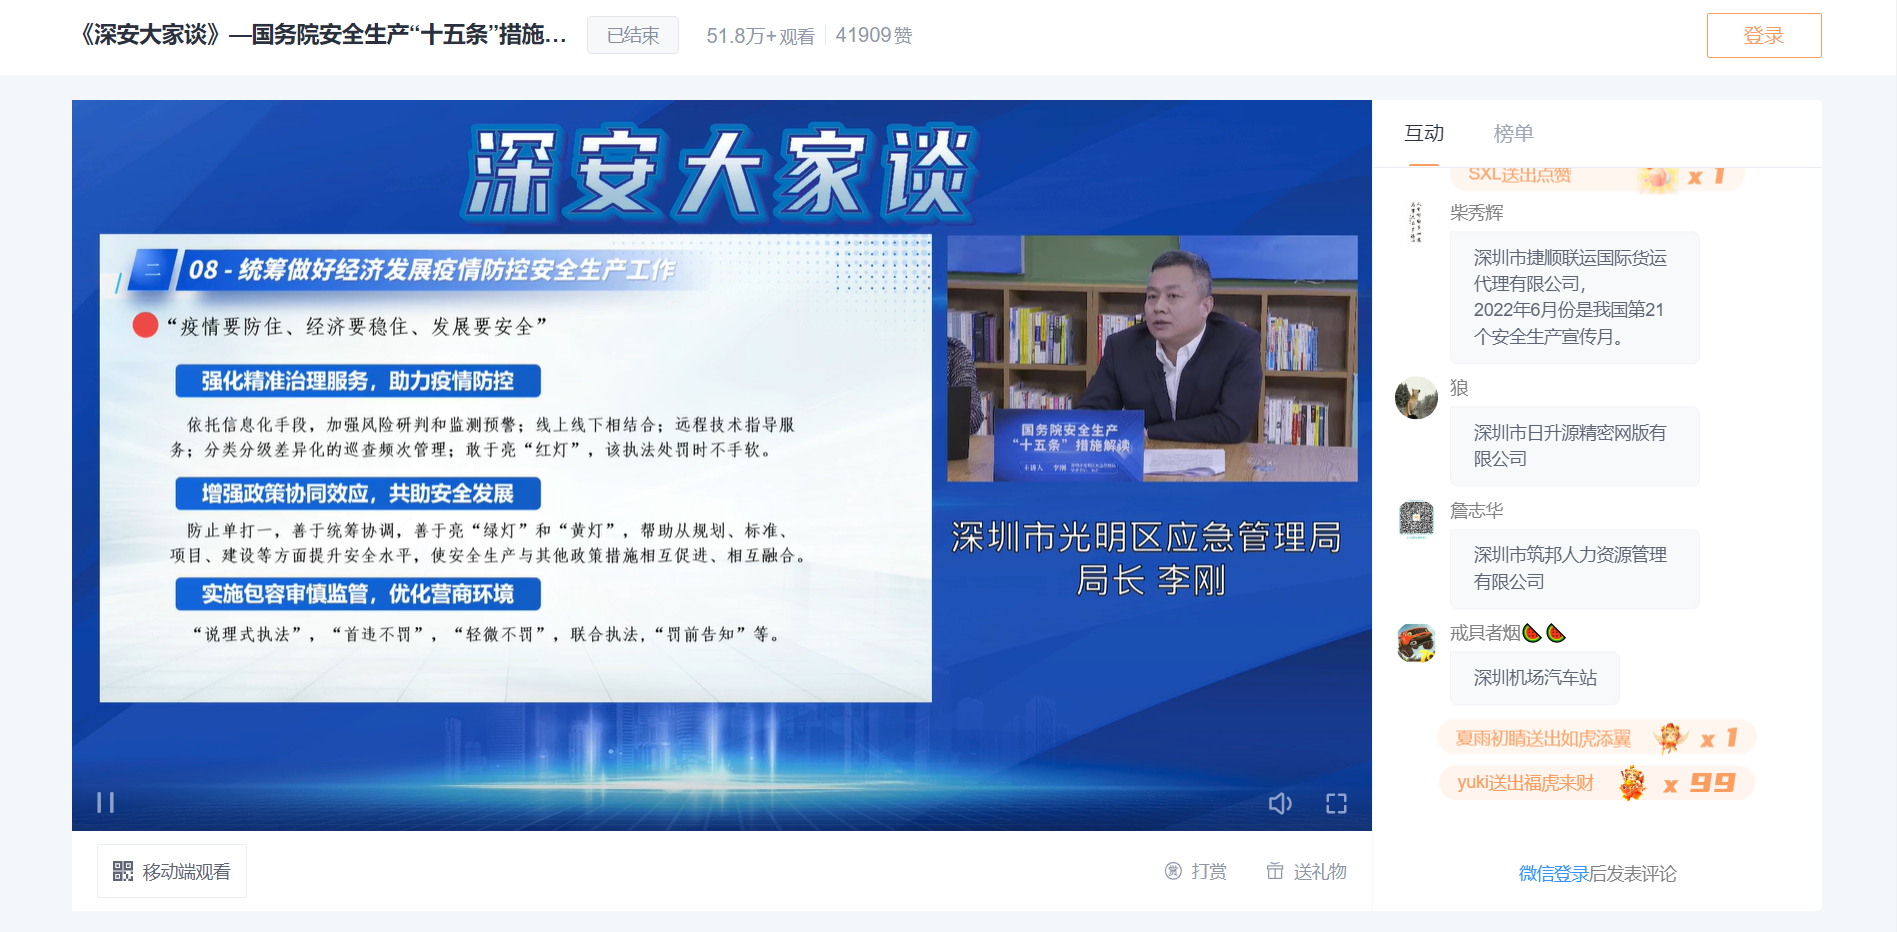 《深安大家谈》—国务院安全生产“十五条”措施...
已结束
51.8万+观看
41909赞
登录
深安大家谈
二
08 - 统筹做好经济发展疫情防控安全生产工作
“疫情要防住、经济要稳住、发展要安全”
强化精准治理服务，助力疫情防控
依托信息化手段，加强风险研判和监测预警；线上线下相结合；远程技术指导服
务；分类分级差异化的巡查频次管理；敢于亮“红灯”，该执法处罚时不手软。
增强政策协同效应，共助安全发展
防止单打一，善于统筹协调，善于亮“绿灯”和“黄灯”，帮助从规划、标准、
项目、建设等方面提升安全水平，使安全生产与其他政策措施相互促进、相互融合。
实施包容审慎监管，优化营商环境
“说理式执法”，“首违不罚”，“轻微不罚”，联合执法，“罚前告知”等。
国务院安全生产
“十五条”措施解读
主讲人 李刚
深圳市光明区应急管理局
局长 李刚
移动端观看
赏 打赏
送礼物
互动
榜单
SXL送出点赞 x 1
柴秀辉
深圳市捷顺联运国际货运
代理有限公司，
2022年6月份是我国第21
个安全生产宣传月。
狼
深圳市日升源精密网版有
限公司
詹志华
深圳市筑邦人力资源管理
有限公司
戒貝者烟🍉🍉
深圳机场汽车站
夏雨初睛送出如虎添翼 x 1
yuki送出福虎来财 x 99
微信登录后发表评论